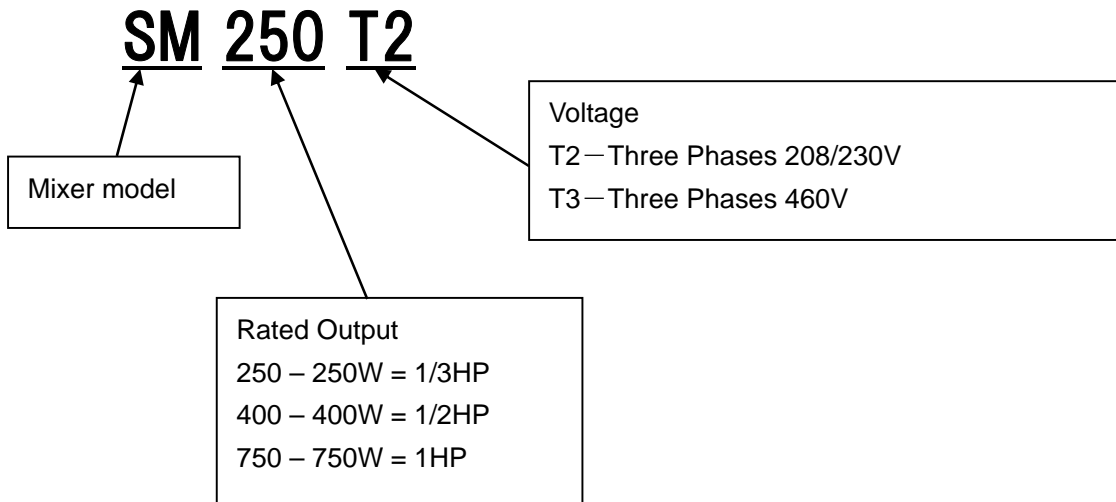 SM 250 T2
Voltage
T2－Three Phases 208/230V
T3－Three Phases 460V
Mixer model
Rated Output
250 – 250W = 1/3HP
400 – 400W = 1/2HP
750 – 750W = 1HP